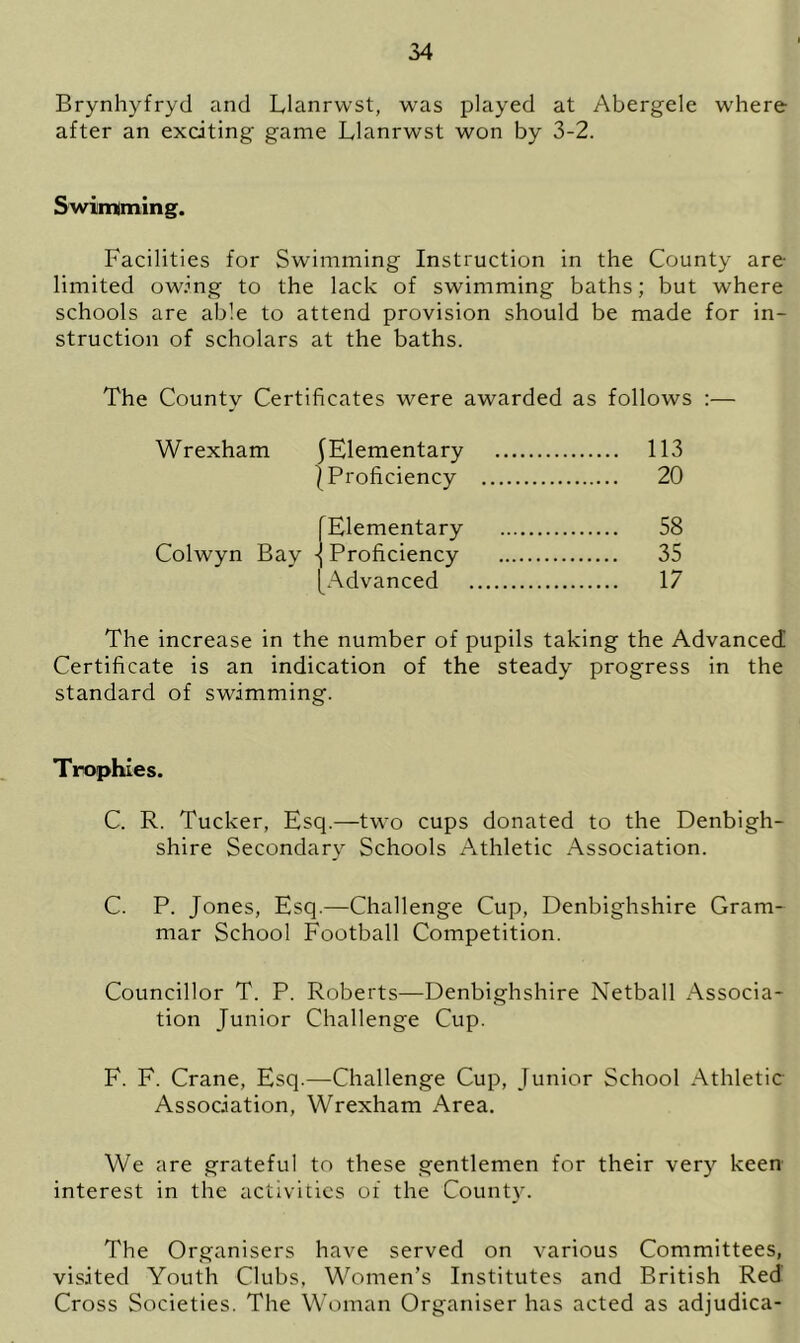 34
Brynhyfryd and Llanrwst, was played at Abergele where
after an exciting game Llanrwst won by 3-2.
Swimming.
Facilities for Swimming Instruction in the County are
limited owing to the lack of swimming baths; but where
schools are able to attend provision should be made for in-
struction of scholars at the baths.
The County Certificates were awarded as follows :—
Wrexham {Elementary ................ 113
{Proficiency .................. 20
{Elementary ................ 58
Colwyn Bay {Proficiency ................ 35
{Advanced .................... 17
The increase in the number of pupils taking the Advanced
Certificate is an indication of the steady progress in the
standard of swimming.
Trophies.
C. R. Tucker, Esq.—two cups donated to the Denbigh-
shire Secondary Schools Athletic Association.
C. P. Jones, Esq.—Challenge Cup, Denbighshire Gram-
mar School Football Competition.
Councillor T. P. Roberts—Denbighshire Netball Associa-
tion Junior Challenge Cup.
F. F. Crane, Esq.—Challenge Cup, Junior School Athletic
Association, Wrexham Area.
We are grateful to these gentlemen for their very keen
interest in the activities of the County.
The Organisers have served on various Committees,
visited Youth Clubs, Women's Institutes and British Red
Cross Societies. The Woman Organiser has acted as adjudica-